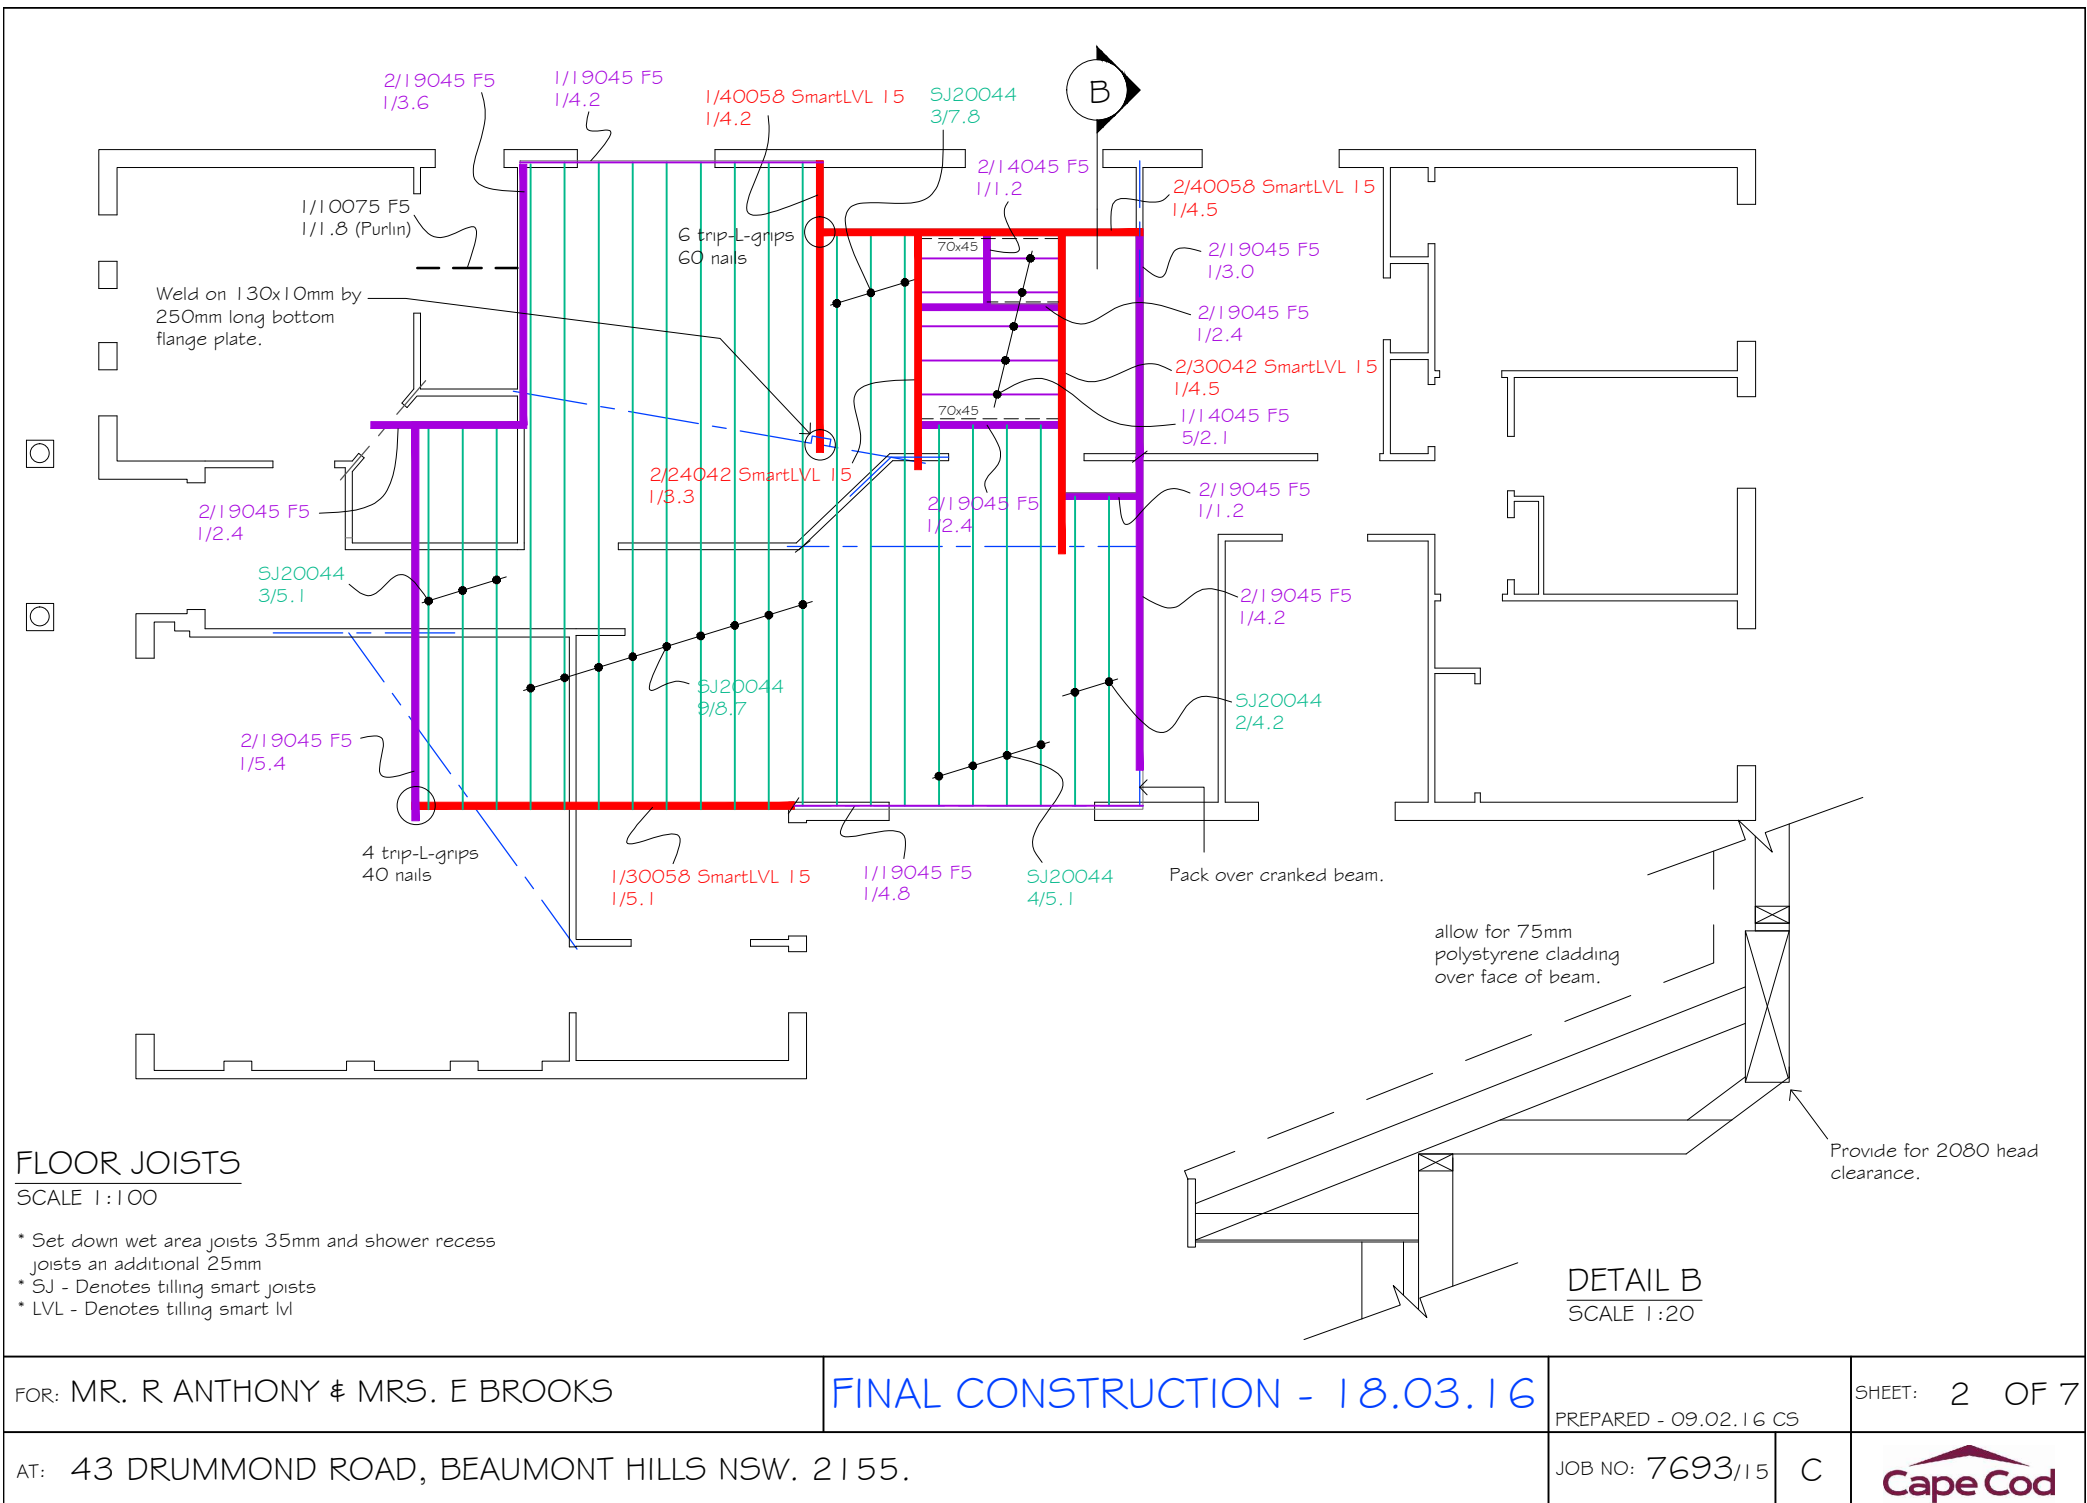 2/19045 F5
1/3.6
1/19045 F5
1/4.2
1/40058 SmartLVL 15
1/4.2
SJ20044
3/7.8
B
2/14045 F5
1/1.2
2/40058 SmartLVL 15
1/4.5
1/10075 F5
1/1.8 (Purlin)
6 trip-L-grips
60 nails
70x45
2/19045 F5
1/3.0
Weld on 130x10mm by
250mm long bottom
flange plate.
2/19045 F5
1/2.4
2/30042 SmartLVL 15
1/4.5
70x45
1/14045 F5
5/2.1
2/24042 SmartLVL 15
1/3.3
2/19045 F5
1/2.4
2/19045 F5
1/2.4
2/19045 F5
1/1.2
SJ20044
3/5.1
2/19045 F5
1/4.2
SJ20044
9/8.7
SJ20044
2/4.2
2/19045 F5
1/5.4
4 trip-L-grips
40 nails
1/30058 SmartLVL 15
1/5.1
1/19045 F5
1/4.8
SJ20044
4/5.1
Pack over cranked beam.
allow for 75mm
polystyrene cladding
over face of beam.
Provide for 2080 head
clearance.
FLOOR JOISTS
SCALE 1:100
* Set down wet area joists 35mm and shower recess
joists an additional 25mm
* SJ - Denotes tilling smart joists
* LVL - Denotes tilling smart lvl
DETAIL B
SCALE 1:20
FOR: MR. R ANTHONY & MRS. E BROOKS
FINAL CONSTRUCTION - 18.03.16
PREPARED - 09.02.16 CS
SHEET: 2 OF 7
AT: 43 DRUMMOND ROAD, BEAUMONT HILLS NSW. 2155.
JOB NO: 7693/15 C
Cape Cod